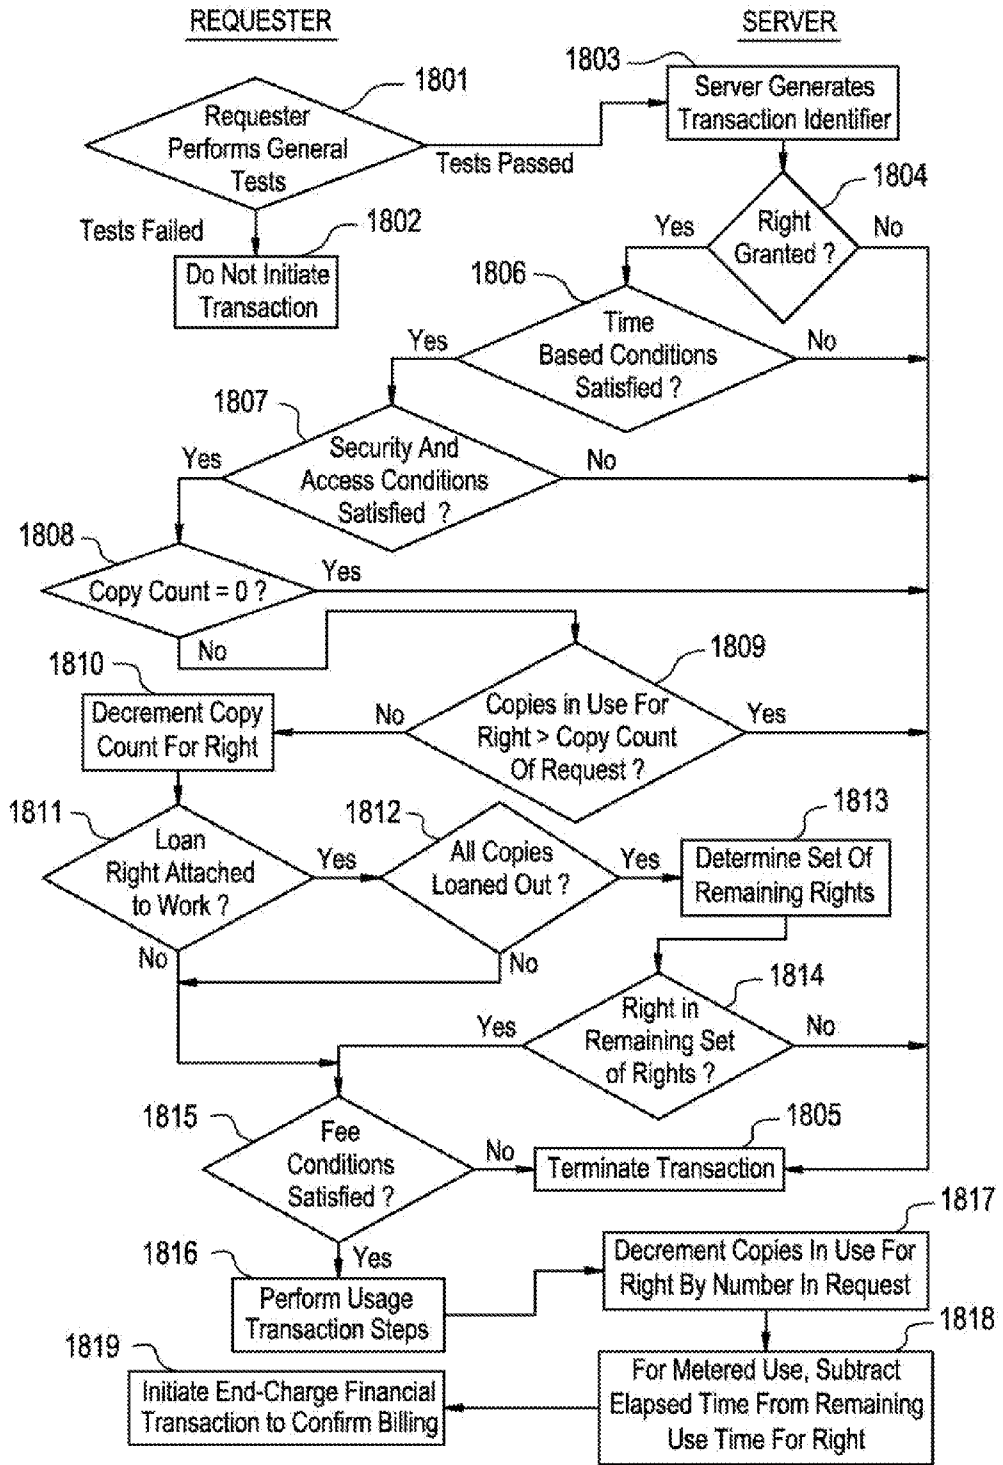 REQUESTER
SERVER
1801
Requester
Performs General
Tests
Tests Passed
Tests Failed
1802
Do Not Initiate
Transaction
1803
Server Generates
Transaction Identifier
1804
Right
Granted ?
Yes
No
1806
Time
Based Conditions
Satisfied ?
Yes
No
1807
Security And
Access Conditions
Satisfied ?
Yes
No
1808
Copy Count = 0 ?
Yes
No
1809
Copies in Use For
Right > Copy Count
Of Request ?
No
Yes
1810
Decrement Copy
Count For Right
1811
Loan
Right Attached
to Work ?
Yes
No
1812
All Copies
Loaned Out ?
Yes
No
1813
Determine Set Of
Remaining Rights
1814
Right in
Remaining Set
of Rights ?
Yes
No
1815
Fee
Conditions
Satisfied ?
No
Yes
1805
Terminate Transaction
1816
Perform Usage
Transaction Steps
1817
Decrement Copies In Use For
Right By Number In Request
1818
For Metered Use, Subtract
Elapsed Time From Remaining
Use Time For Right
1819
Initiate End-Charge Financial
Transaction to Confirm Billing